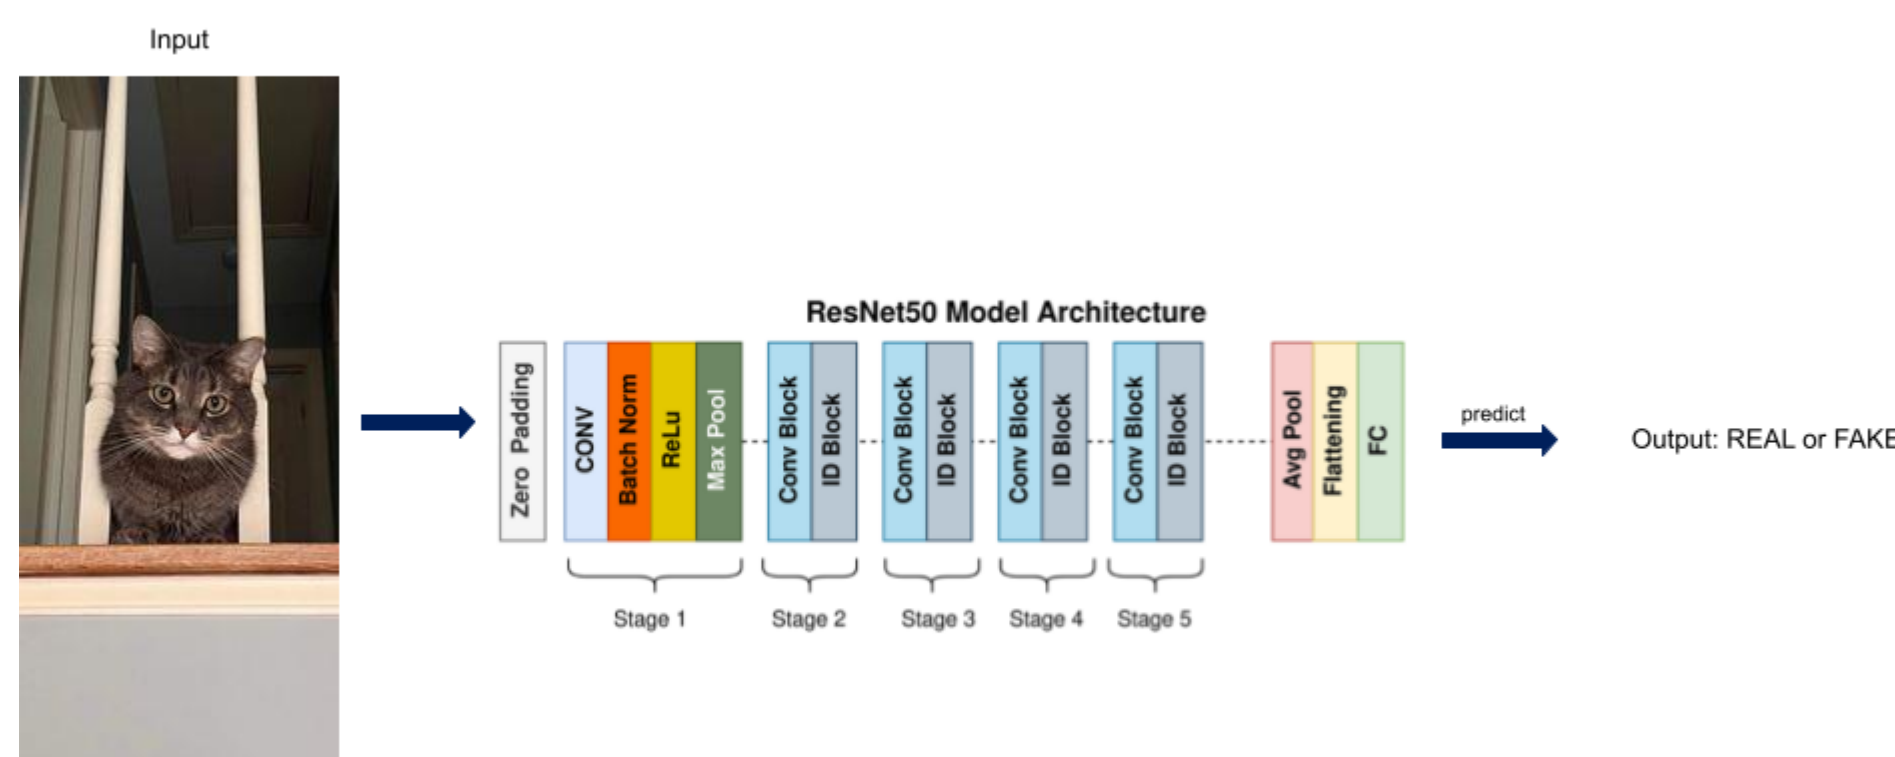 Input
ResNet50 Model Architecture
Zero Padding
CONV
Batch Norm
ReLu
Max Pool
Conv Block
ID Block
Conv Block
ID Block
Conv Block
ID Block
Conv Block
ID Block
Avg Pool
Flattening
FC
Stage 1
Stage 2
Stage 3
Stage 4
Stage 5
predict
Output: REAL or FAKE